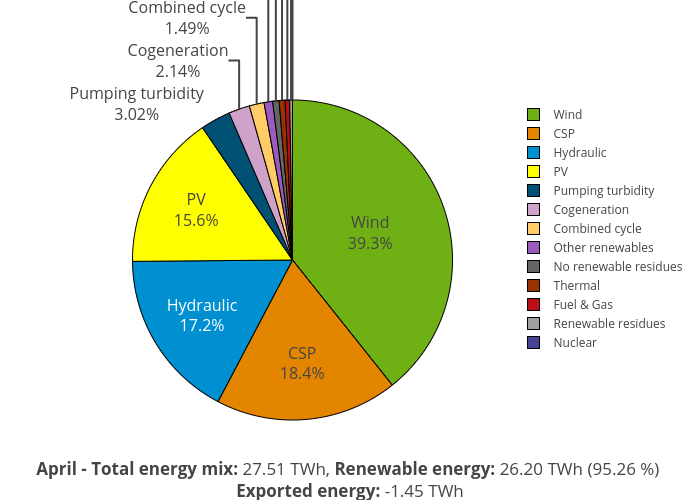 Combined cycle
1.49%
Cogeneration
2.14%
Pumping turbidity
3.02%
PV
15.6%
Wind
39.3%
Hydraulic
17.2%
CSP
18.4%
Wind
CSP
Hydraulic
PV
Pumping turbidity
Cogeneration
Combined cycle
Other renewables
No renewable residues
Thermal
Fuel & Gas
Renewable residues
Nuclear
April - Total energy mix: 27.51 TWh, Renewable energy: 26.20 TWh (95.26 %)
Exported energy: -1.45 TWh